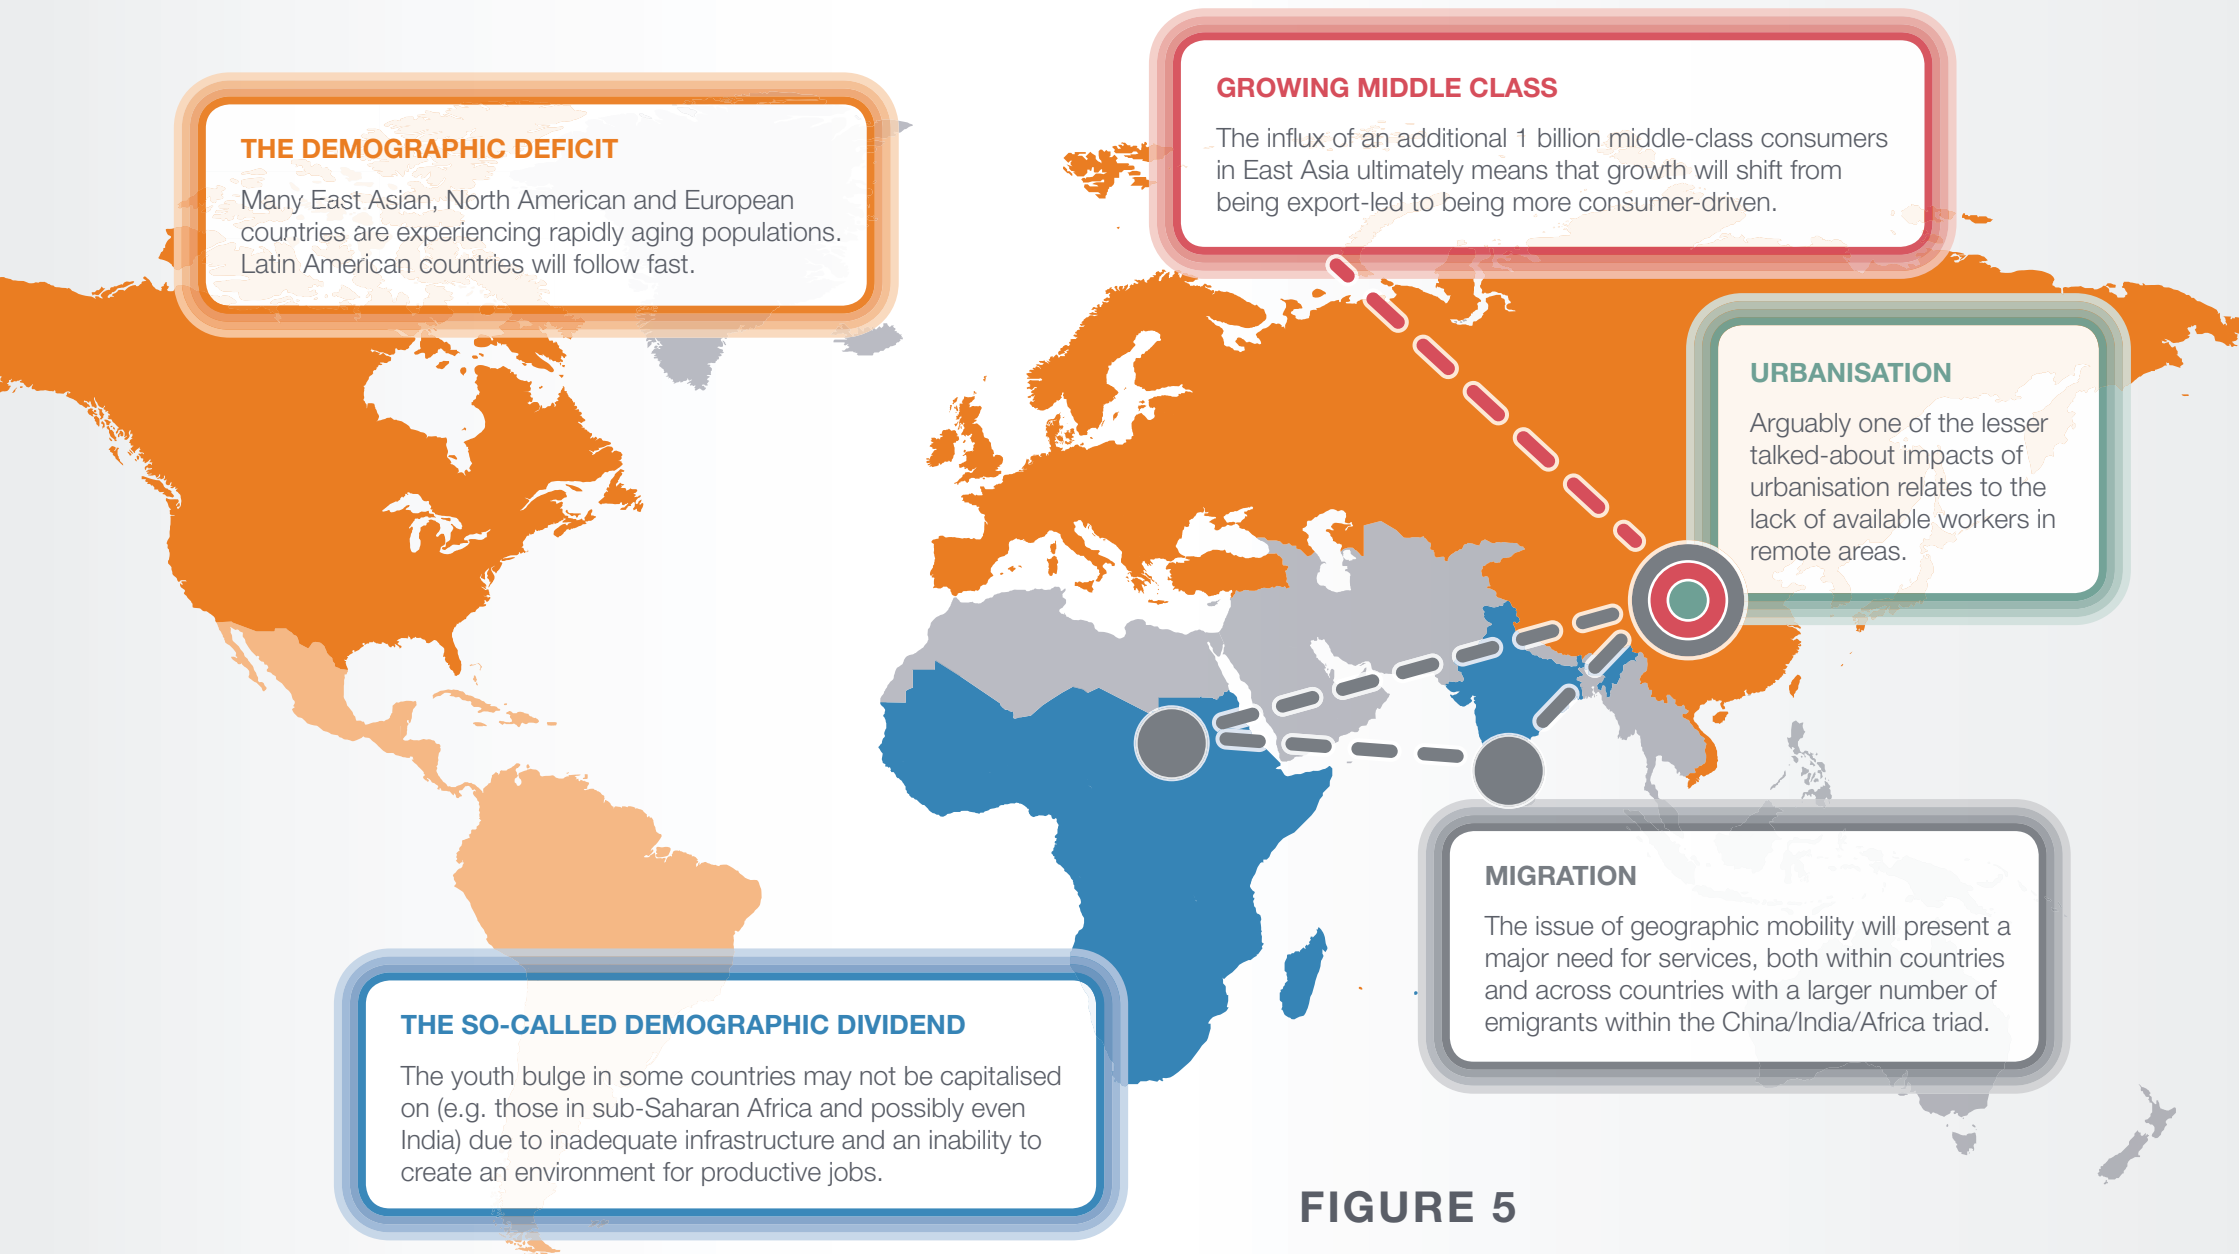 THE DEMOGRAPHIC DEFICIT
Many East Asian, North American and European
countries are experiencing rapidly aging populations.
Latin American countries will follow fast.
GROWING MIDDLE CLASS
The influx of an additional 1 billion middle-class consumers
in East Asia ultimately means that growth will shift from
being export-led to being more consumer-driven.
URBANISATION
Arguably one of the lesser
talked-about impacts of
urbanisation relates to the
lack of available workers in
remote areas.
MIGRATION
The issue of geographic mobility will present a
major need for services, both within countries
and across countries with a larger number of
emigrants within the China/India/Africa triad.
THE SO-CALLED DEMOGRAPHIC DIVIDEND
The youth bulge in some countries may not be capitalised
on (e.g. those in sub-Saharan Africa and possibly even
India) due to inadequate infrastructure and an inability to
create an environment for productive jobs.
FIGURE 5